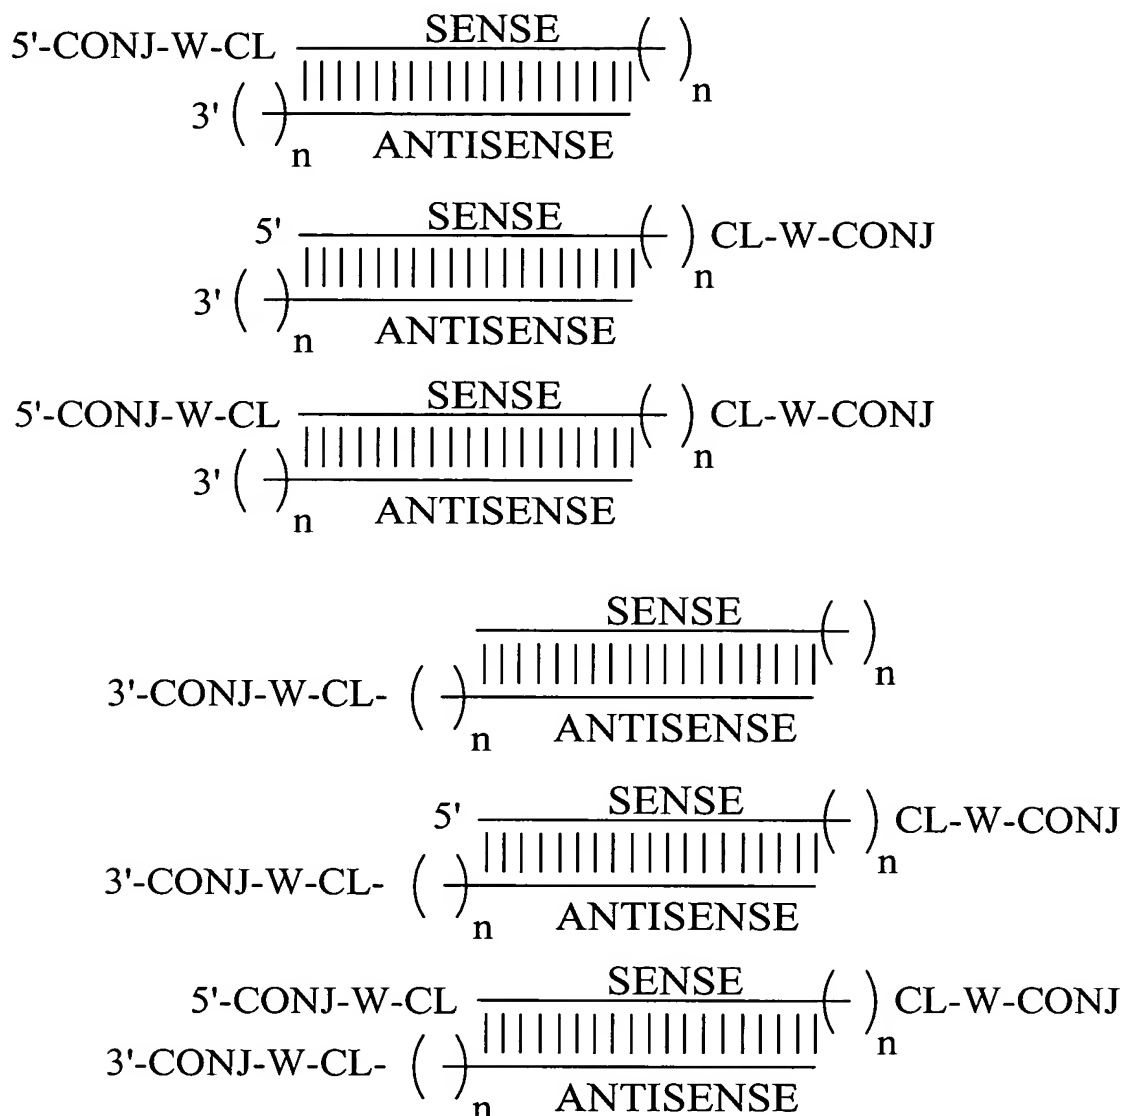 5'-CONJ-W-CL SENSE ( )n
3' ( )n ANTISENSE
5' SENSE ( )n CL-W-CONJ
3' ( )n ANTISENSE
5'-CONJ-W-CL SENSE ( )n CL-W-CONJ
3' ( )n ANTISENSE
SENSE ( )n
3'-CONJ-W-CL- ( )n ANTISENSE
5' SENSE ( )n CL-W-CONJ
3'-CONJ-W-CL- ( )n ANTISENSE
5'-CONJ-W-CL SENSE ( )n CL-W-CONJ
3'-CONJ-W-CL- ( )n ANTISENSE